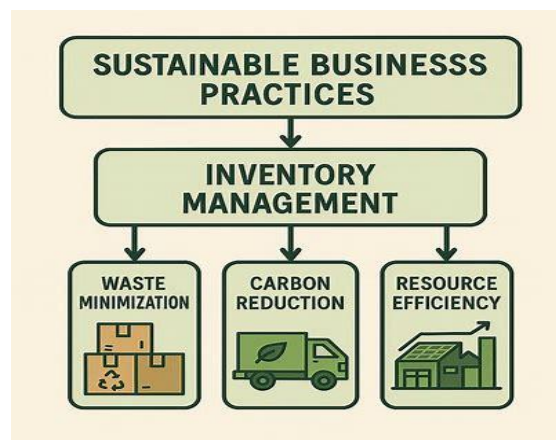 SUSTAINABLE BUSINESSS
PRACTICES
INVENTORY
MANAGEMENT
WASTE
MINIMIZATION
CARBON
REDUCTION
RESOURCE
EFFICIENCY